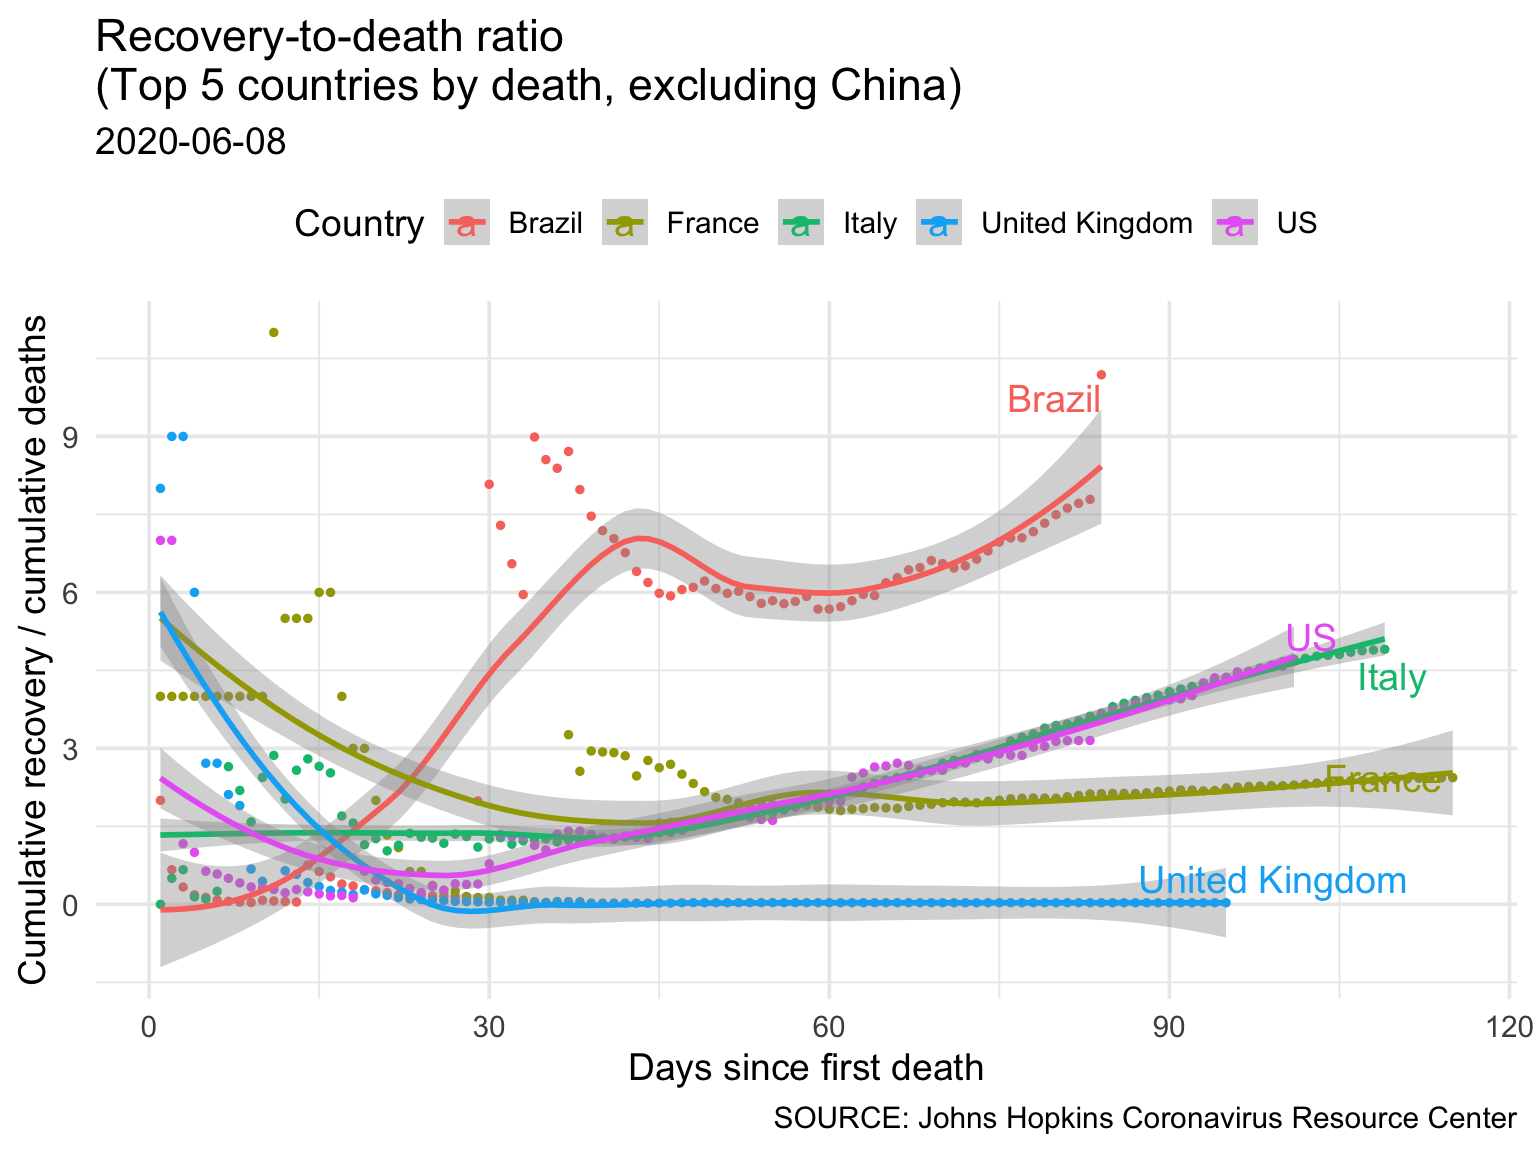 Recovery-to-death ratio
(Top 5 countries by death, excluding China)
2020-06-08
Country a Brazil a France a Italy a United Kingdom a US
Cumulative recovery / cumulative deaths
9
6
3
0
Brazil
US
Italy
France
United Kingdom
0 30 60 90 120
Days since first death
SOURCE: Johns Hopkins Coronavirus Resource Center